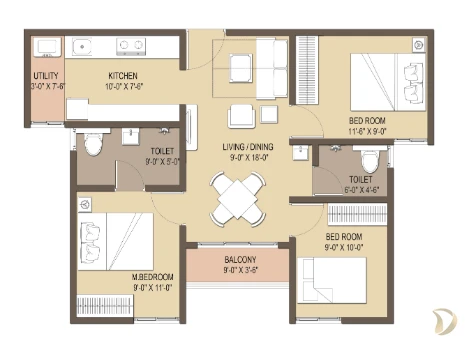 UTILITY
3'-0" X 7'-6"
KITCHEN
10'-0" X 7'-6"
BED ROOM
11'-6" X 9'-0"
TOILET
9'-0" X 5'-0"
LIVING / DINING
9'-0" X 18'-0"
TOILET
6'-0" X 4'-6"
M.BEDROOM
9'-0" X 11'-0"
BALCONY
9'-0" X 3'-6"
BED ROOM
9'-0" X 10'-0"